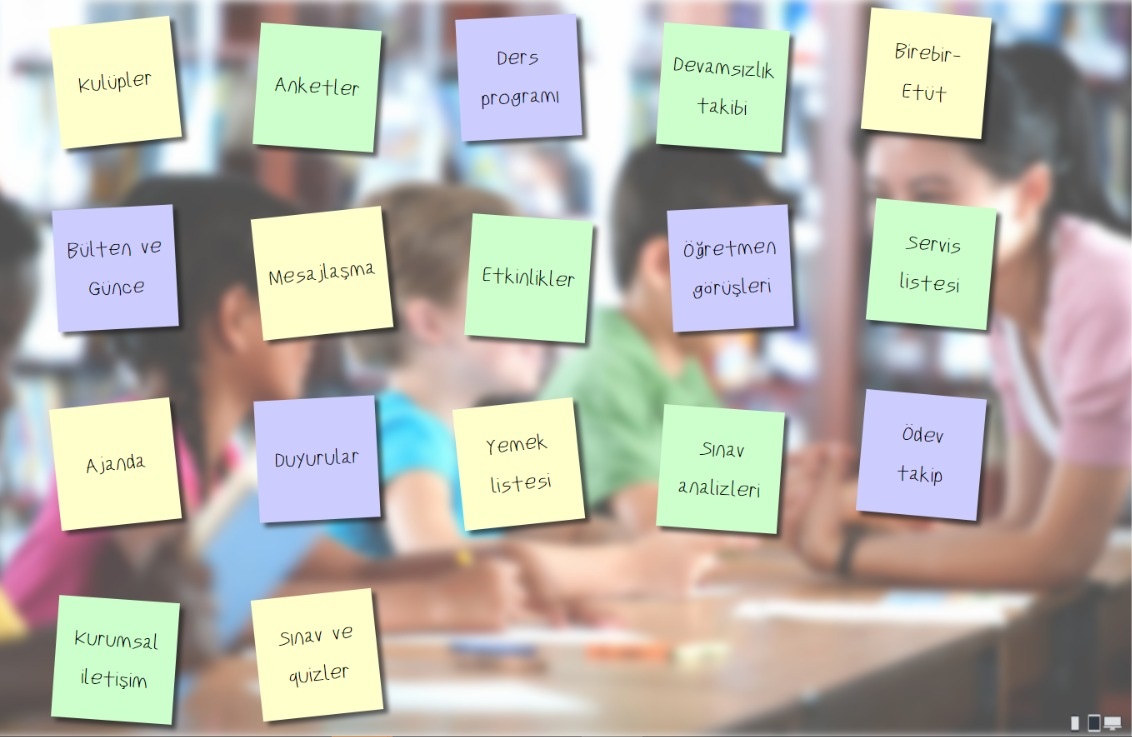 Kulüpler
Anketler
Ders
programı
Devamsızlık
takibi
Birebir-
Etüt
Bülten ve
Günce
Mesajlaşma
Etkinlikler
Öğretmen
görüşleri
Servis
listesi
Ajanda
Duyurular
Yemek
listesi
Sınav
analizleri
Ödev
takip
Kurumsal
iletişim
Sınav ve
quizler